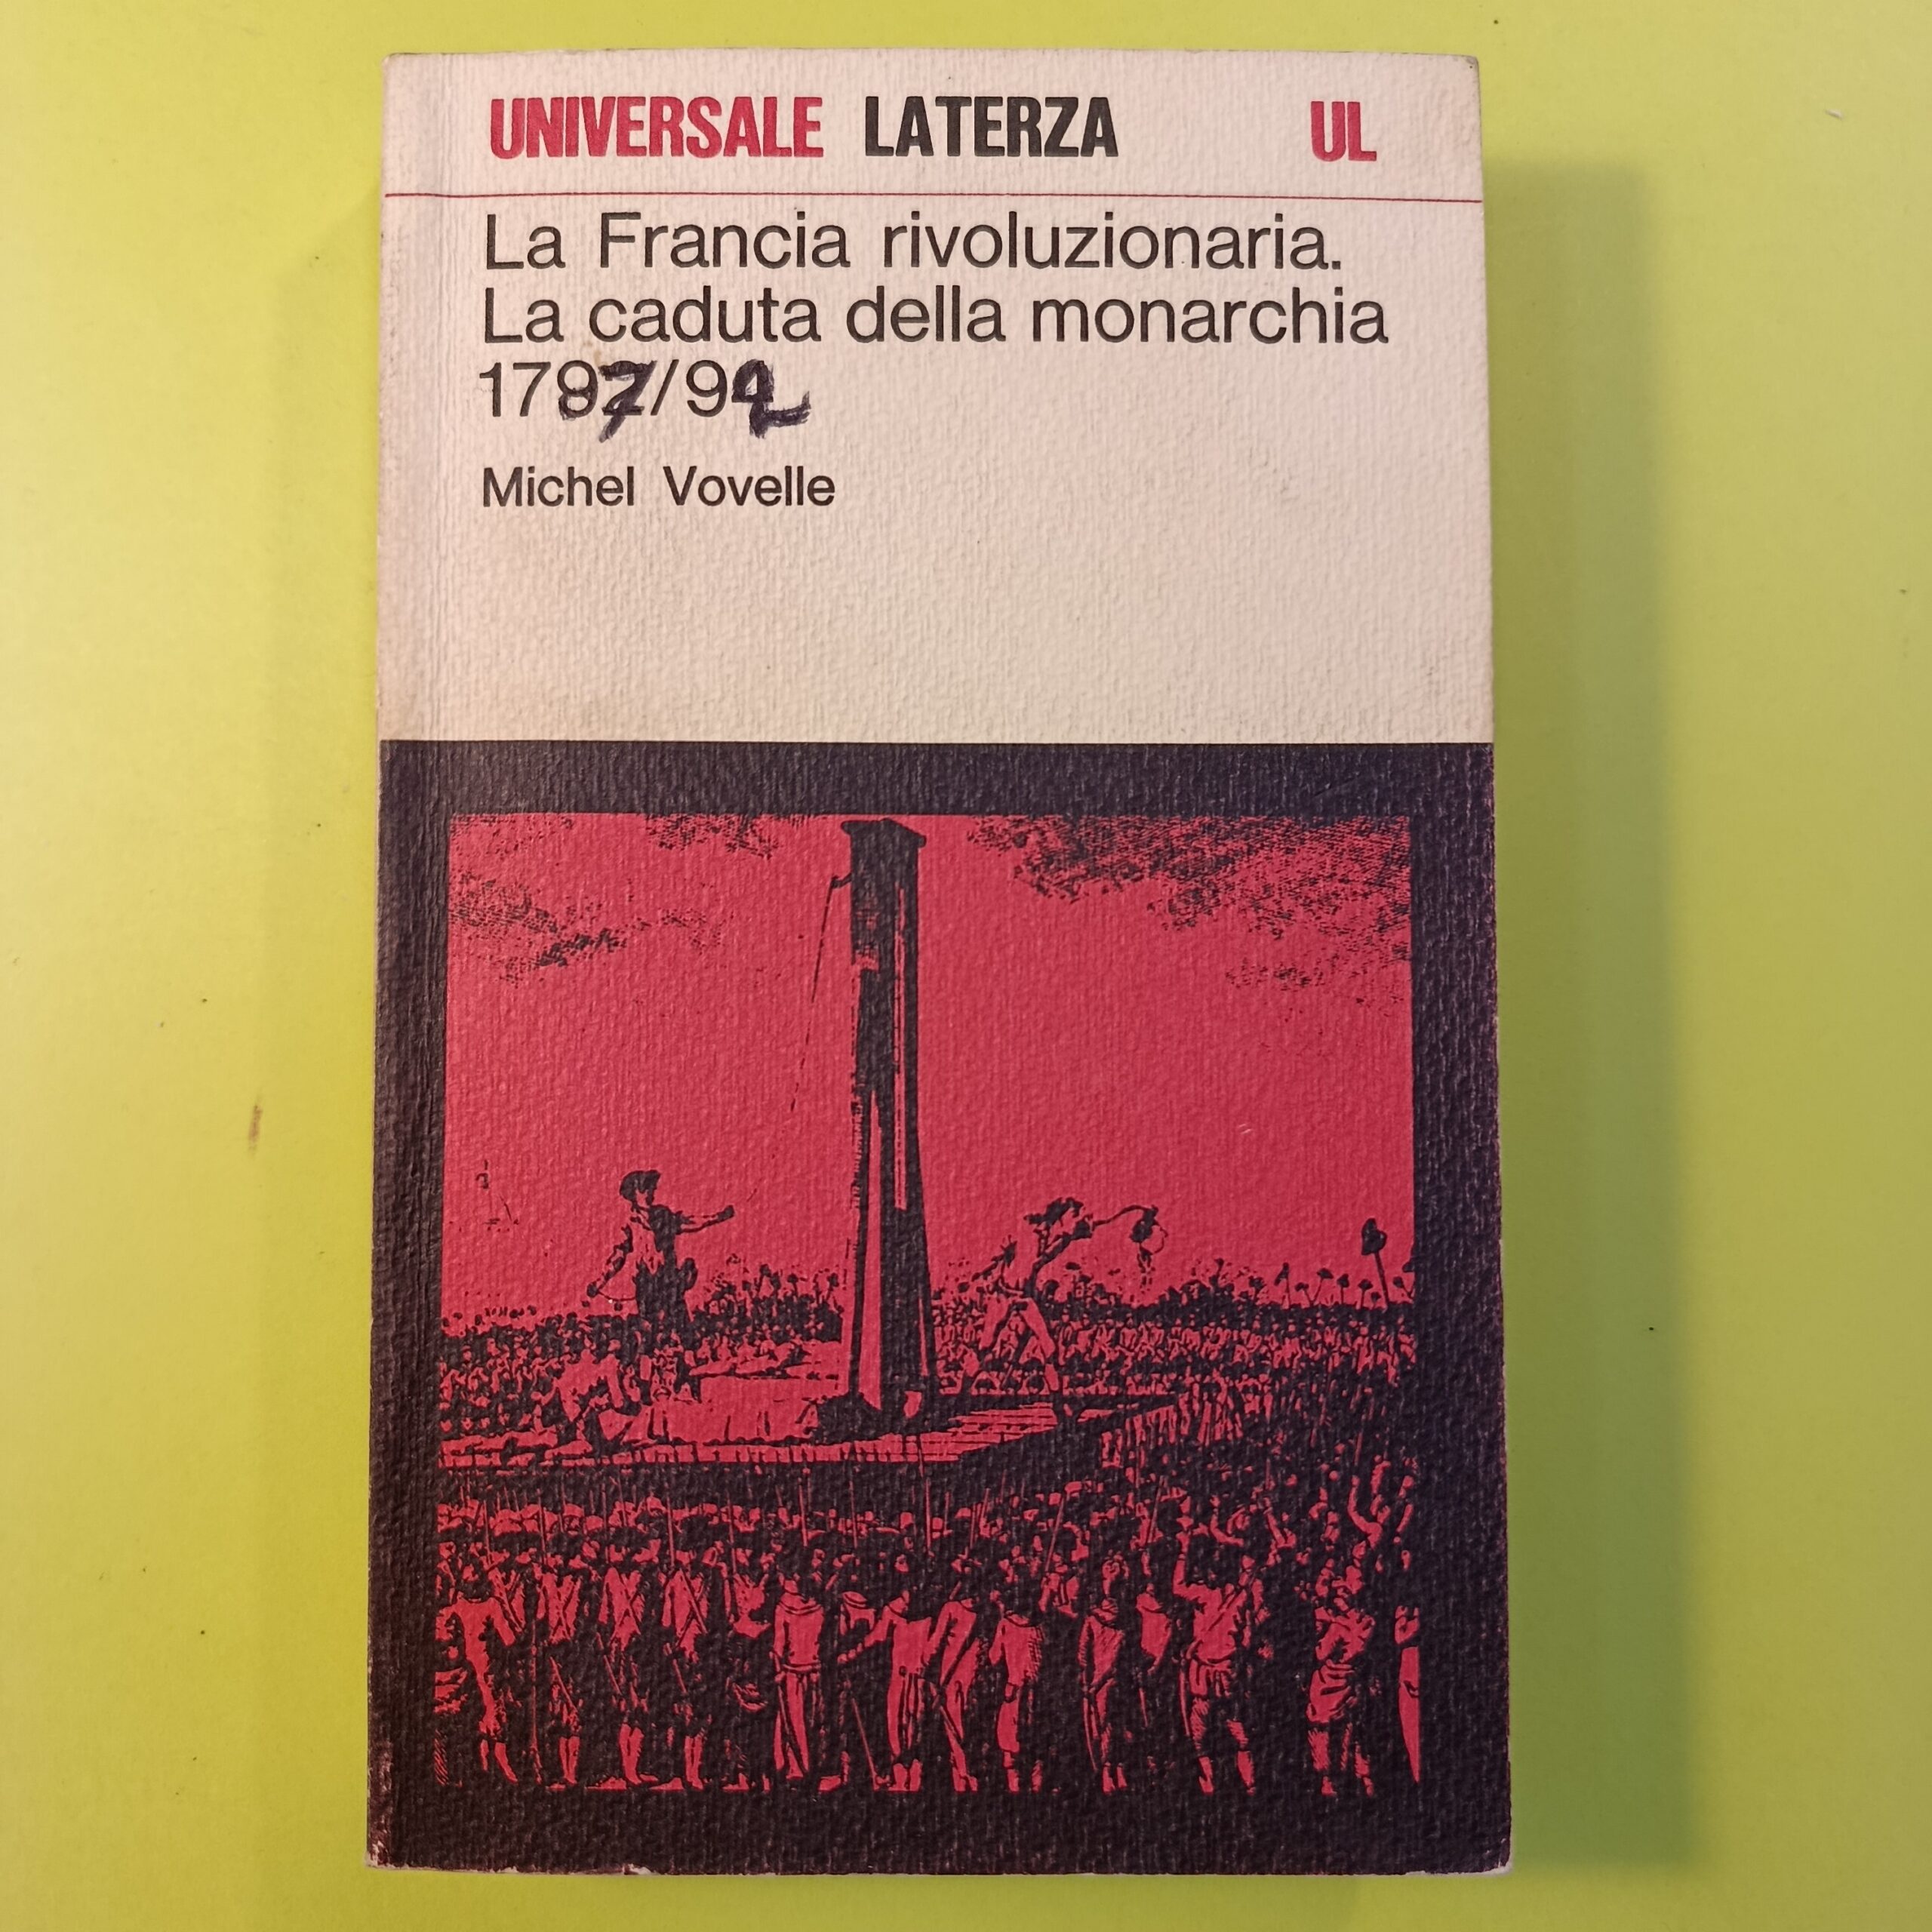 UNIVERSALE LATERZA UL
La Francia rivoluzionaria.
La caduta della monarchia
1787/92
Michel Vovelle